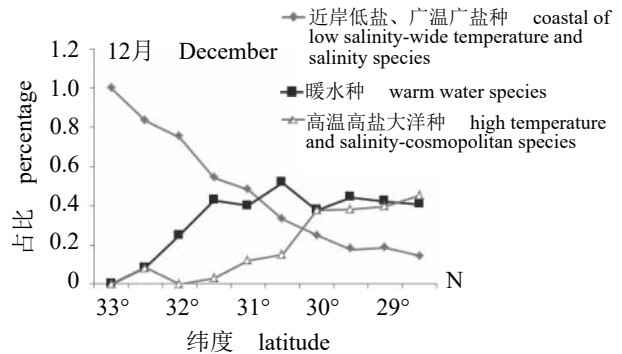 近岸低盐、广温广盐种 coastal of
low salinity-wide temperature and
salinity species
暖水种 warm water species
高温高盐大洋种 high temperature
and salinity-cosmopolitan species
12月 December
占比 percentage
1.2
1.0
0.8
0.6
0.4
0.2
0
33° 32° 31° 30° 29° N
纬度 latitude